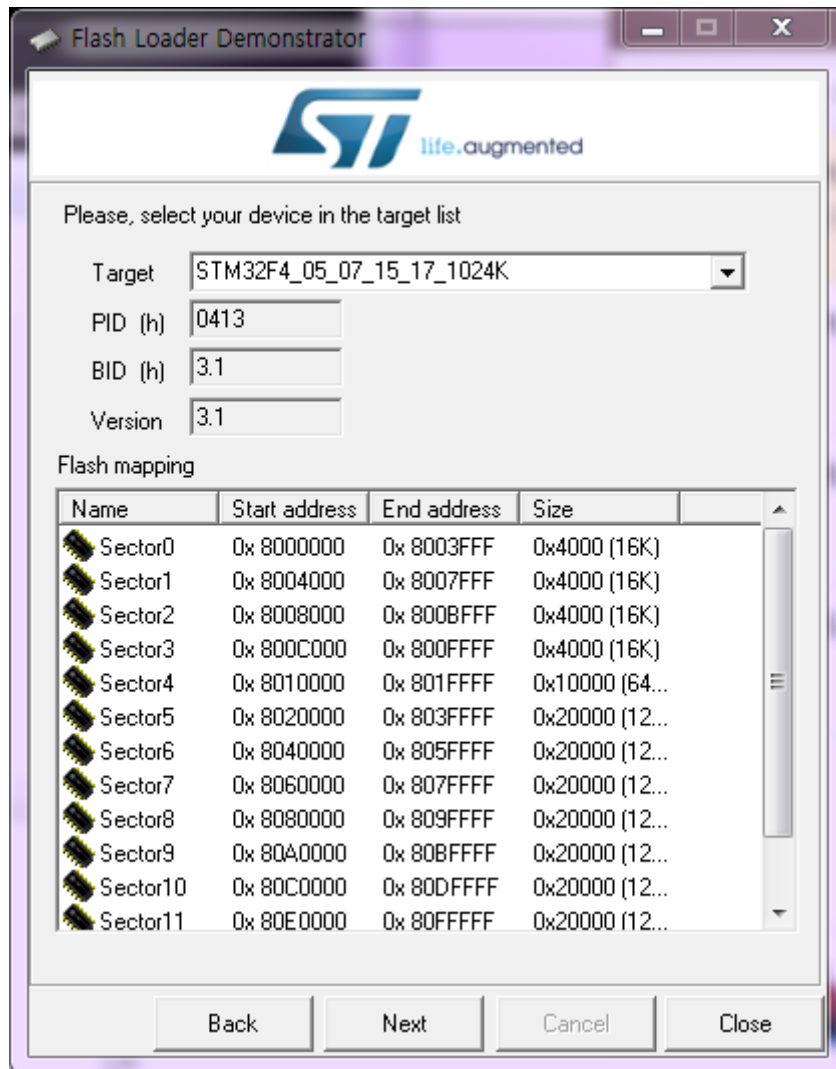 Flash Loader Demonstrator
ST life.augmented
Please, select your device in the target list
Target STM32F4_05_07_15_17_1024K
PID (h) 0413
BID (h) 3.1
Version 3.1
Flash mapping
Name Start address End address Size
Sector0 0x 8000000 0x 8003FFF 0x4000 (16K)
Sector1 0x 8004000 0x 8007FFF 0x4000 (16K)
Sector2 0x 8008000 0x 800BFFF 0x4000 (16K)
Sector3 0x 800C000 0x 800FFFF 0x4000 (16K)
Sector4 0x 8010000 0x 801FFFF 0x10000 (64...
Sector5 0x 8020000 0x 803FFFF 0x20000 (12...
Sector6 0x 8040000 0x 805FFFF 0x20000 (12...
Sector7 0x 8060000 0x 807FFFF 0x20000 (12...
Sector8 0x 8080000 0x 809FFFF 0x20000 (12...
Sector9 0x 80A0000 0x 80BFFFF 0x20000 (12...
Sector10 0x 80C0000 0x 80DFFFF 0x20000 (12...
Sector11 0x 80E0000 0x 80FFFFF 0x20000 (12...
Back Next Cancel Close